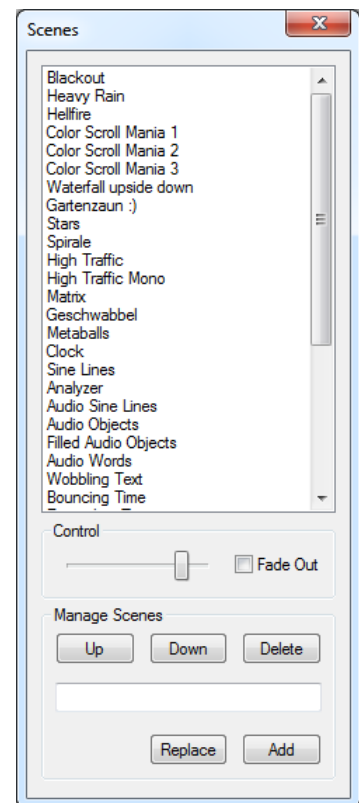 Scenes
Blackout
Heavy Rain
Hellfire
Color Scroll Mania 1
Color Scroll Mania 2
Color Scroll Mania 3
Waterfall upside down
Gartenzaun :)
Stars
Spirale
High Traffic
High Traffic Mono
Matrix
Geschwabbel
Metaballs
Clock
Sine Lines
Analyzer
Audio Sine Lines
Audio Objects
Filled Audio Objects
Audio Words
Wobbling Text
Bouncing Time
Control
Fade Out
Manage Scenes
Up Down Delete
Replace Add